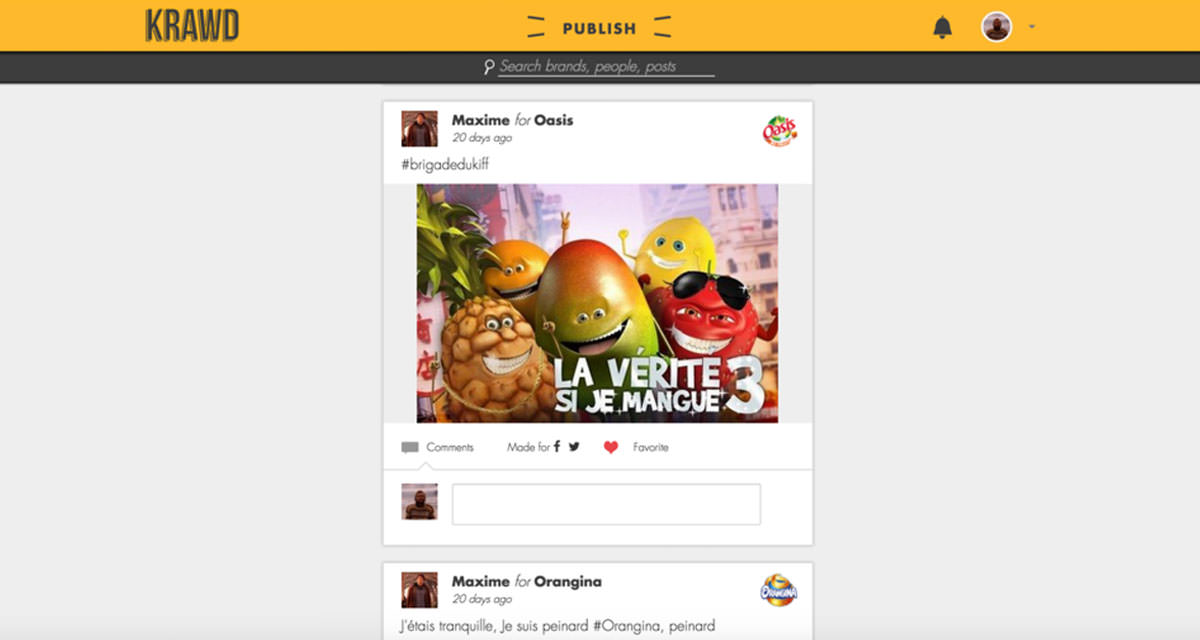 KRAWD
PUBLISH
Search brands, people, posts
Maxime for Oasis
20 days ago
Oasis
#brigadedukiff
LA VÉRITE
SI JE MANGUE 3
Comments
Made for
Favorite
Maxime for Orangina
20 days ago
ORANGINA
J'étais tranquille, Je suis peinard #Orangina, peinard